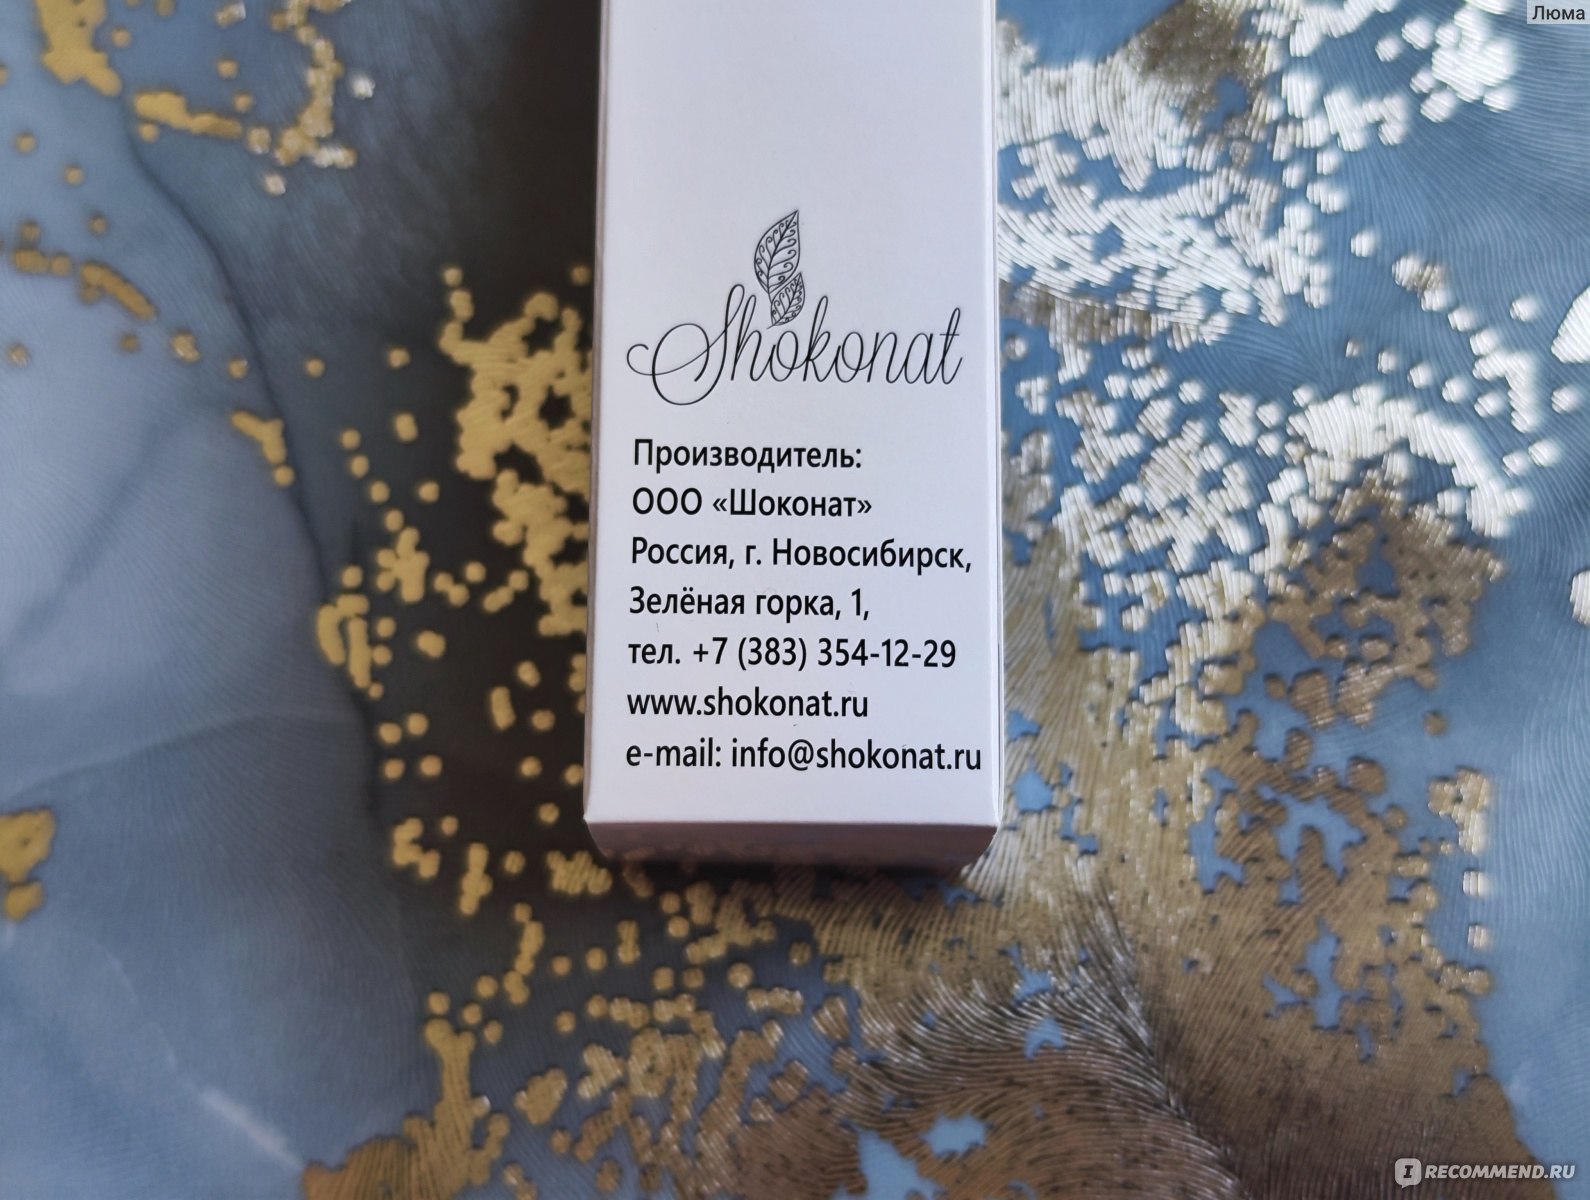 Люма
Shokonat
Производитель:
ООО «Шоконат»
Россия, г. Новосибирск,
Зелёная горка, 1,
тел. +7 (383) 354-12-29
www.shokonat.ru
e-mail: info@shokonat.ru
I RECOMMEND.RU